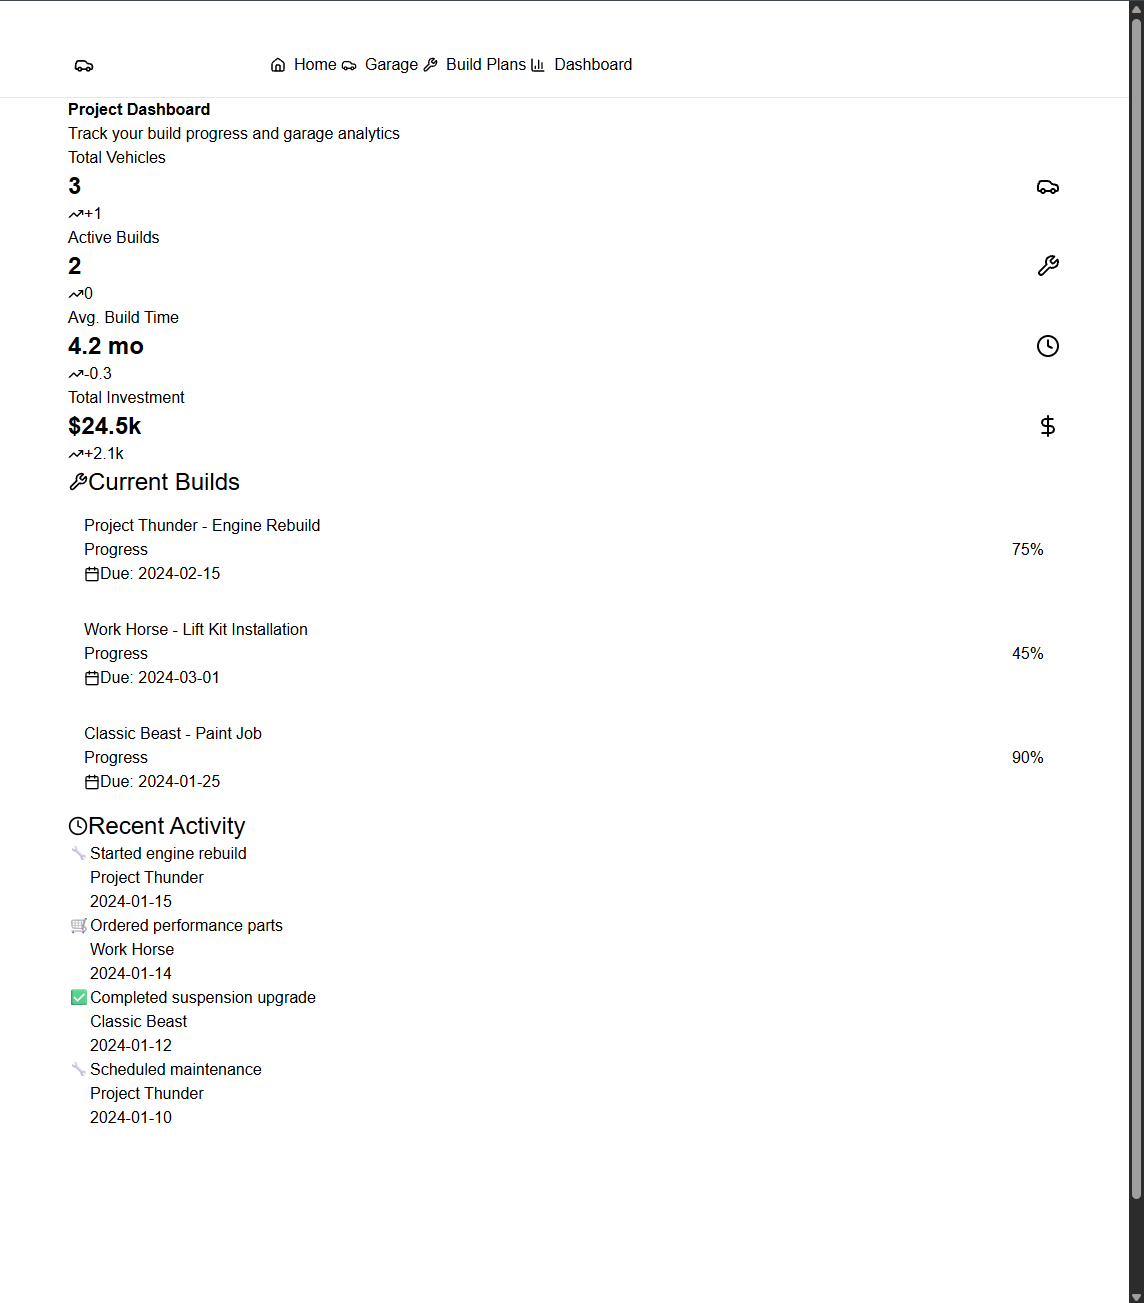 Home Garage Build Plans Dashboard
Project Dashboard
Track your build progress and garage analytics
Total Vehicles
3
+1
Active Builds
2
0
Avg. Build Time
4.2 mo
-0.3
Total Investment
$24.5k
+2.1k
Current Builds
Project Thunder - Engine Rebuild
Progress 75%
Due: 2024-02-15
Work Horse - Lift Kit Installation
Progress 45%
Due: 2024-03-01
Classic Beast - Paint Job
Progress 90%
Due: 2024-01-25
Recent Activity
Started engine rebuild
Project Thunder
2024-01-15
Ordered performance parts
Work Horse
2024-01-14
Completed suspension upgrade
Classic Beast
2024-01-12
Scheduled maintenance
Project Thunder
2024-01-10